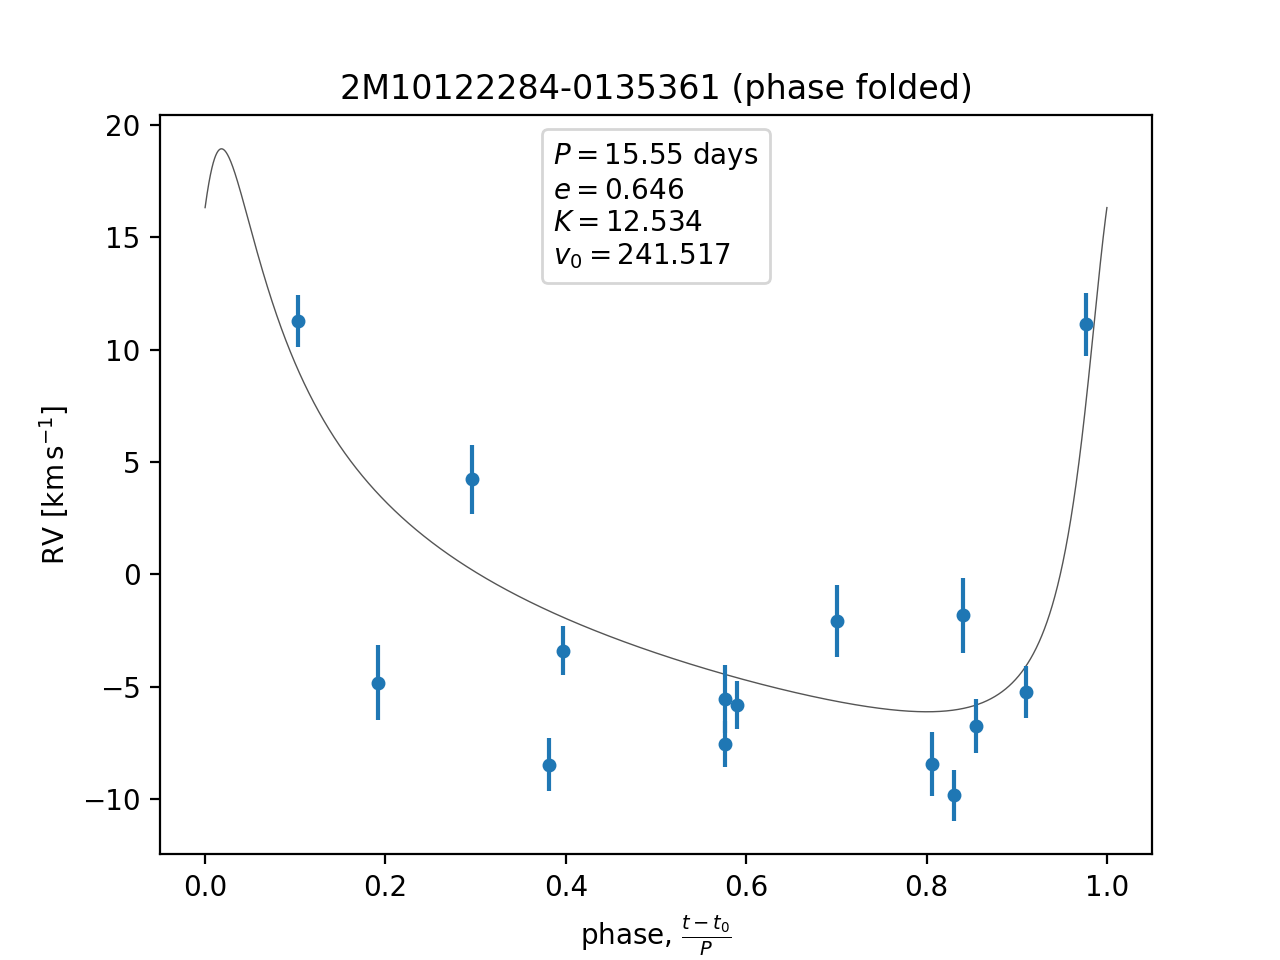 2M10122284-0135361 (phase folded)
P = 15.55 days
e = 0.646
K = 12.534
v₀ = 241.517
20
15
10
5
0
−5
−10
RV [km s⁻¹]
0.0 0.2 0.4 0.6 0.8 1.0
phase, (t − t₀)/P